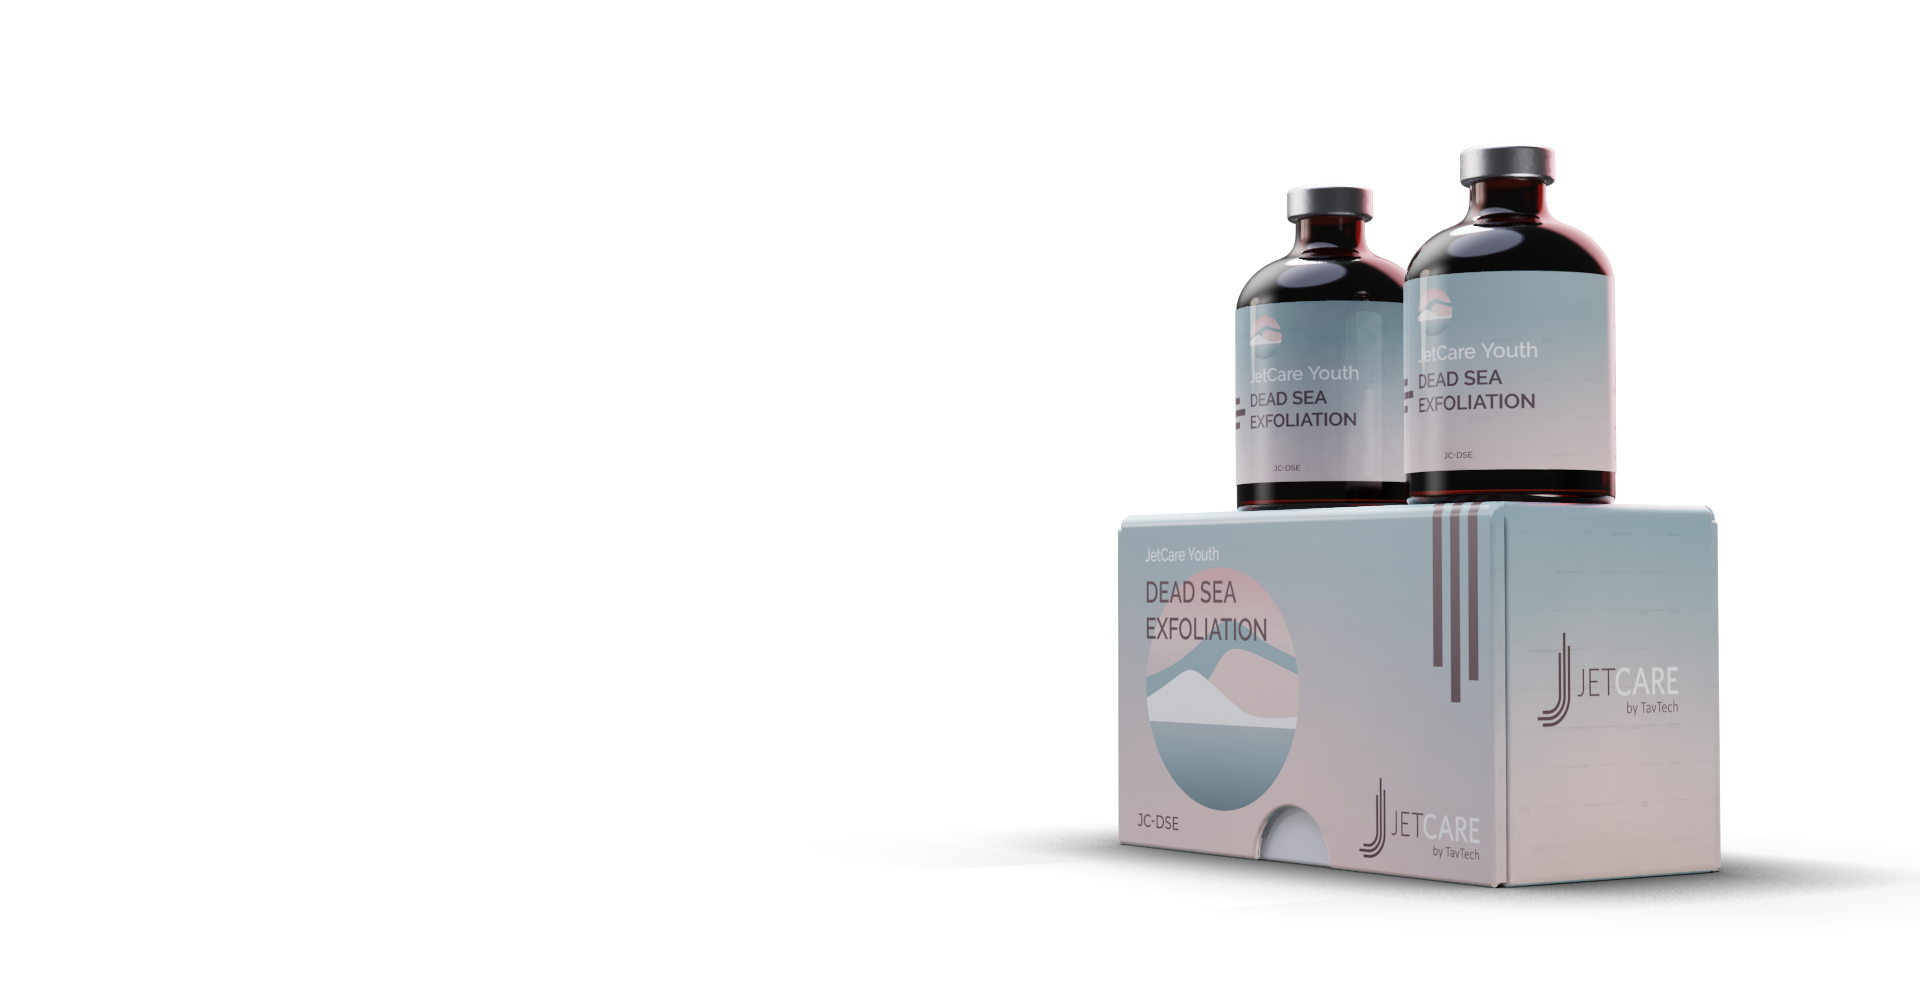 JetCare Youth
DEAD SEA
EXFOLIATION
JC-DSE
JetCare Youth
DEAD SEA
EXFOLIATION
JC-DSE
JetCare Youth
DEAD SEA
EXFOLIATION
JC-DSE
JETCARE
by TavTech
JETCARE
by TavTech